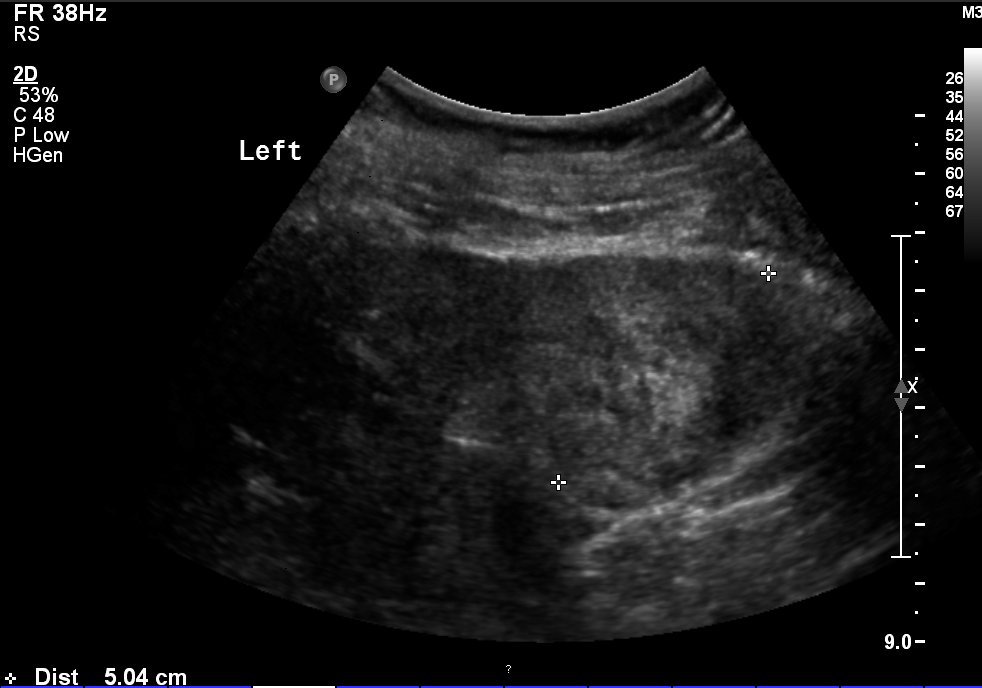 FR 38Hz
RS
2D
53%
C 48
P Low
HGen
P
Left
M3
26
35
44
52
56
60
64
67
X
9.0
Dist 5.04 cm
?